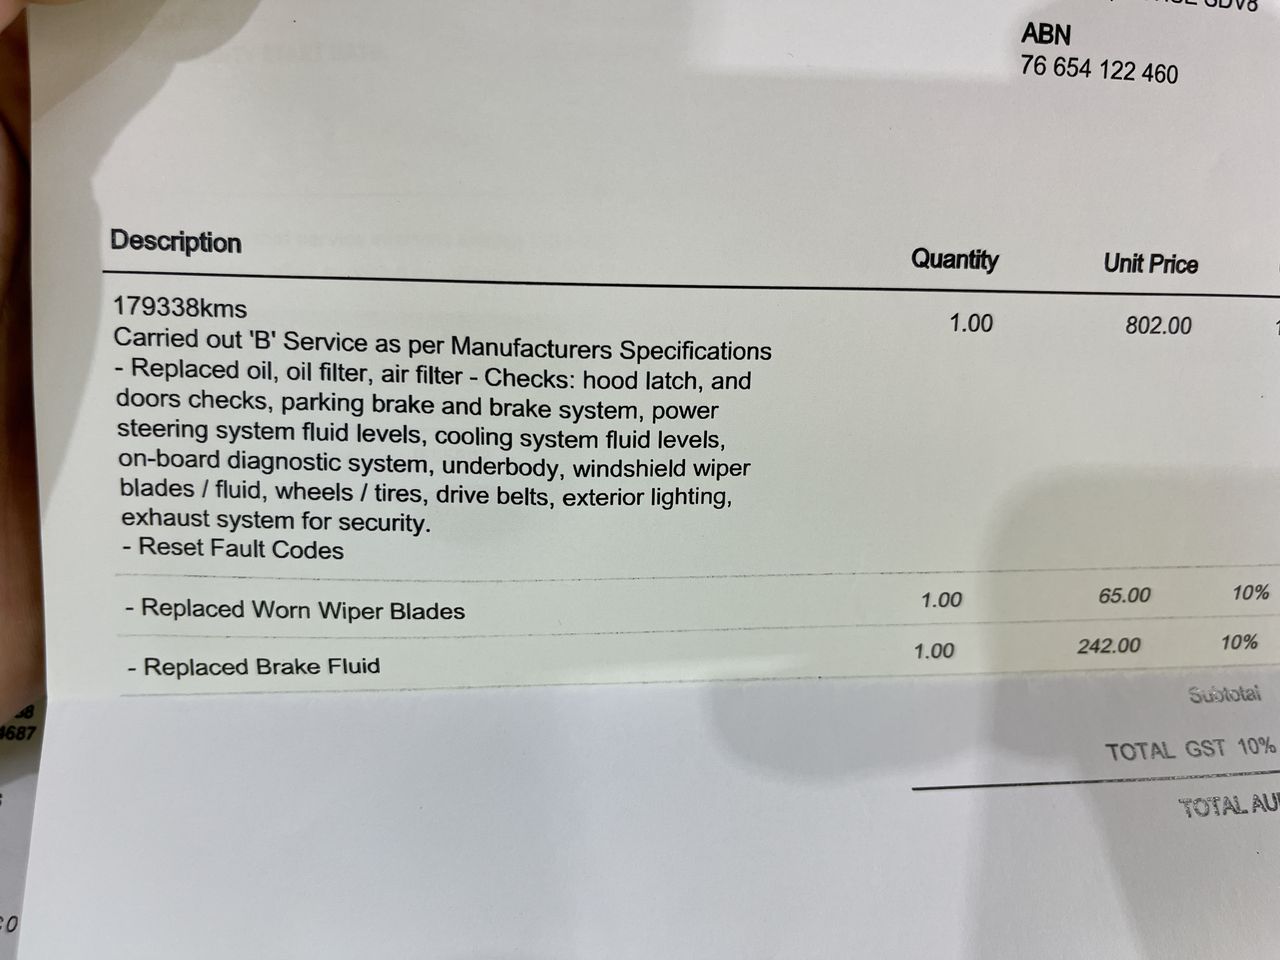 SDV8
ABN
76 654 122 460
Description Quantity Unit Price
179338kms 1.00 802.00
Carried out 'B' Service as per Manufacturers Specifications
- Replaced oil, oil filter, air filter - Checks: hood latch, and
doors checks, parking brake and brake system, power
steering system fluid levels, cooling system fluid levels,
on-board diagnostic system, underbody, windshield wiper
blades / fluid, wheels / tires, drive belts, exterior lighting,
exhaust system for security.
- Reset Fault Codes
- Replaced Worn Wiper Blades 1.00 65.00 10%
- Replaced Brake Fluid 1.00 242.00 10%
Subtotal
TOTAL GST 10%
TOTAL AU
4687